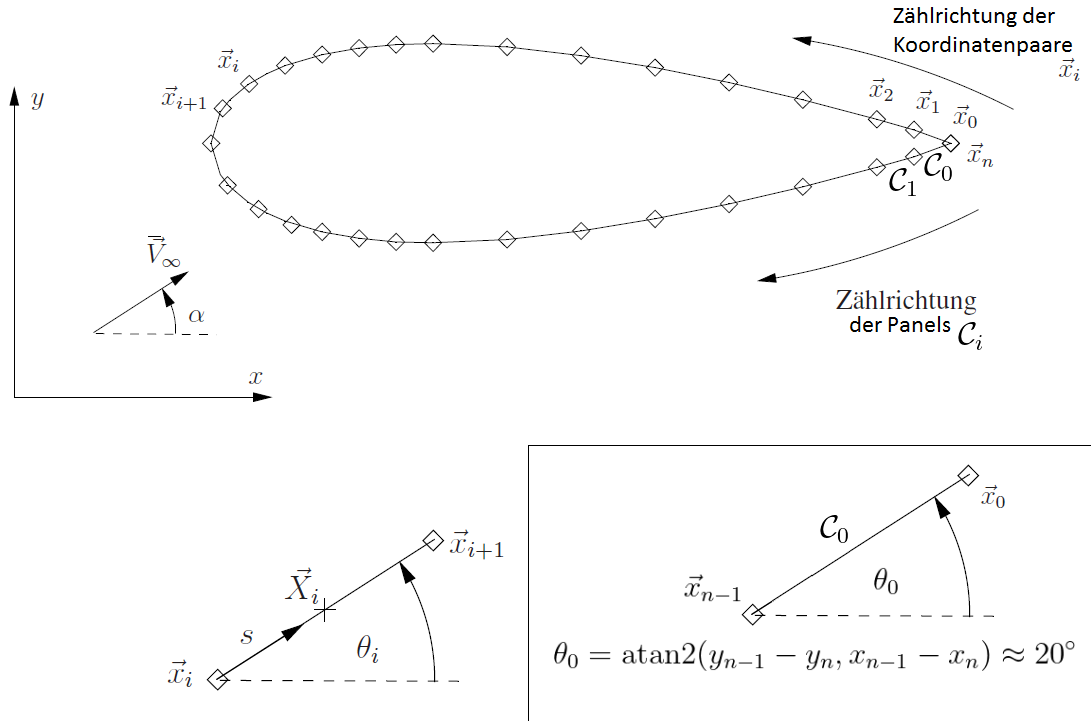 Zählrichtung der
Koordinatenpaare
$\vec{x}_i$
$\vec{x}_i$
$\vec{x}_{i+1}$
$y$
$\vec{x}_2$
$\vec{x}_1$
$\vec{x}_0$
$\vec{x}_n$
$\mathcal{C}_1$
$\mathcal{C}_0$
$\vec{V}_\infty$
$\alpha$
Zählrichtung
der Panels $\mathcal{C}_i$
$x$
$\vec{x}_0$
$\mathcal{C}_0$
$\vec{x}_{i+1}$
$\vec{X}_i$
$\vec{x}_{n-1}$
$\theta_0$
$s$
$\theta_i$
$\vec{x}_i$
$\theta_0 = \mathrm{atan2}(y_{n-1} - y_n, x_{n-1} - x_n) \approx 20^\circ$